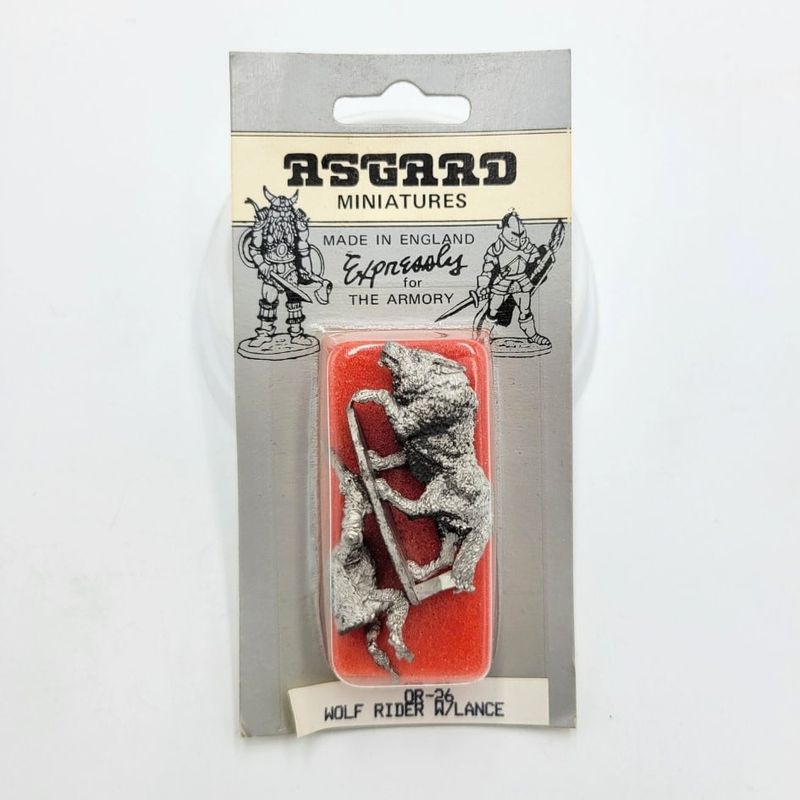 ASGARD
MINIATURES
MADE IN ENGLAND
Expressly
for
THE ARMORY
OR-26
WOLF RIDER W/LANCE